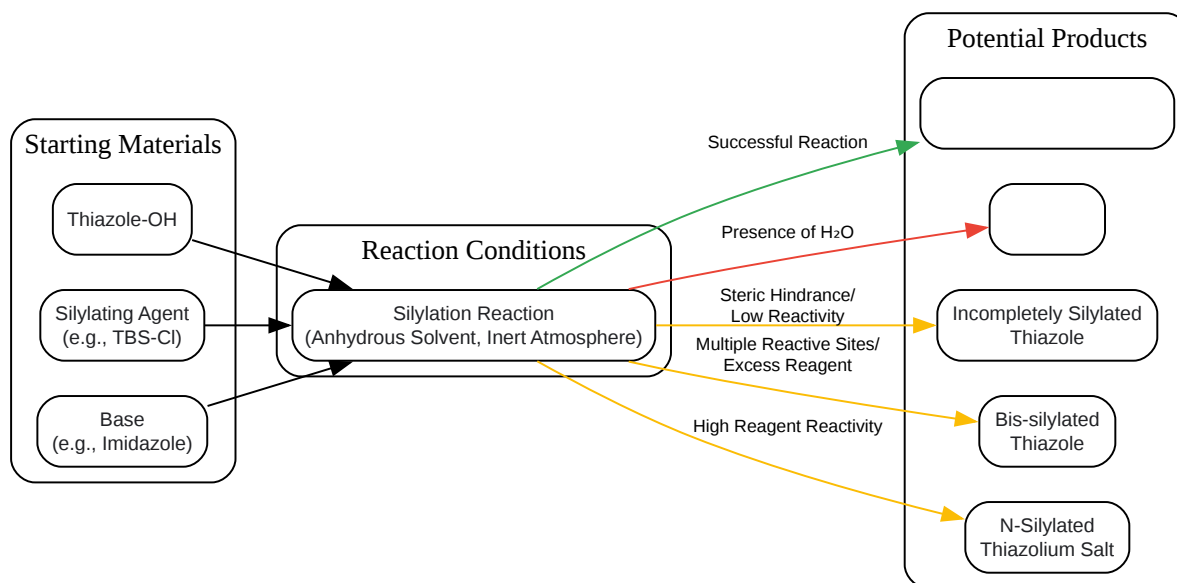 Starting Materials
Thiazole-OH
Silylating Agent
(e.g., TBS-Cl)
Base
(e.g., Imidazole)
Reaction Conditions
Silylation Reaction
(Anhydrous Solvent, Inert Atmosphere)
Successful Reaction
Presence of H₂O
Steric Hindrance/
Low Reactivity
Multiple Reactive Sites/
Excess Reagent
High Reagent Reactivity
Potential Products
Incompletely Silylated
Thiazole
Bis-silylated
Thiazole
N-Silylated
Thiazolium Salt